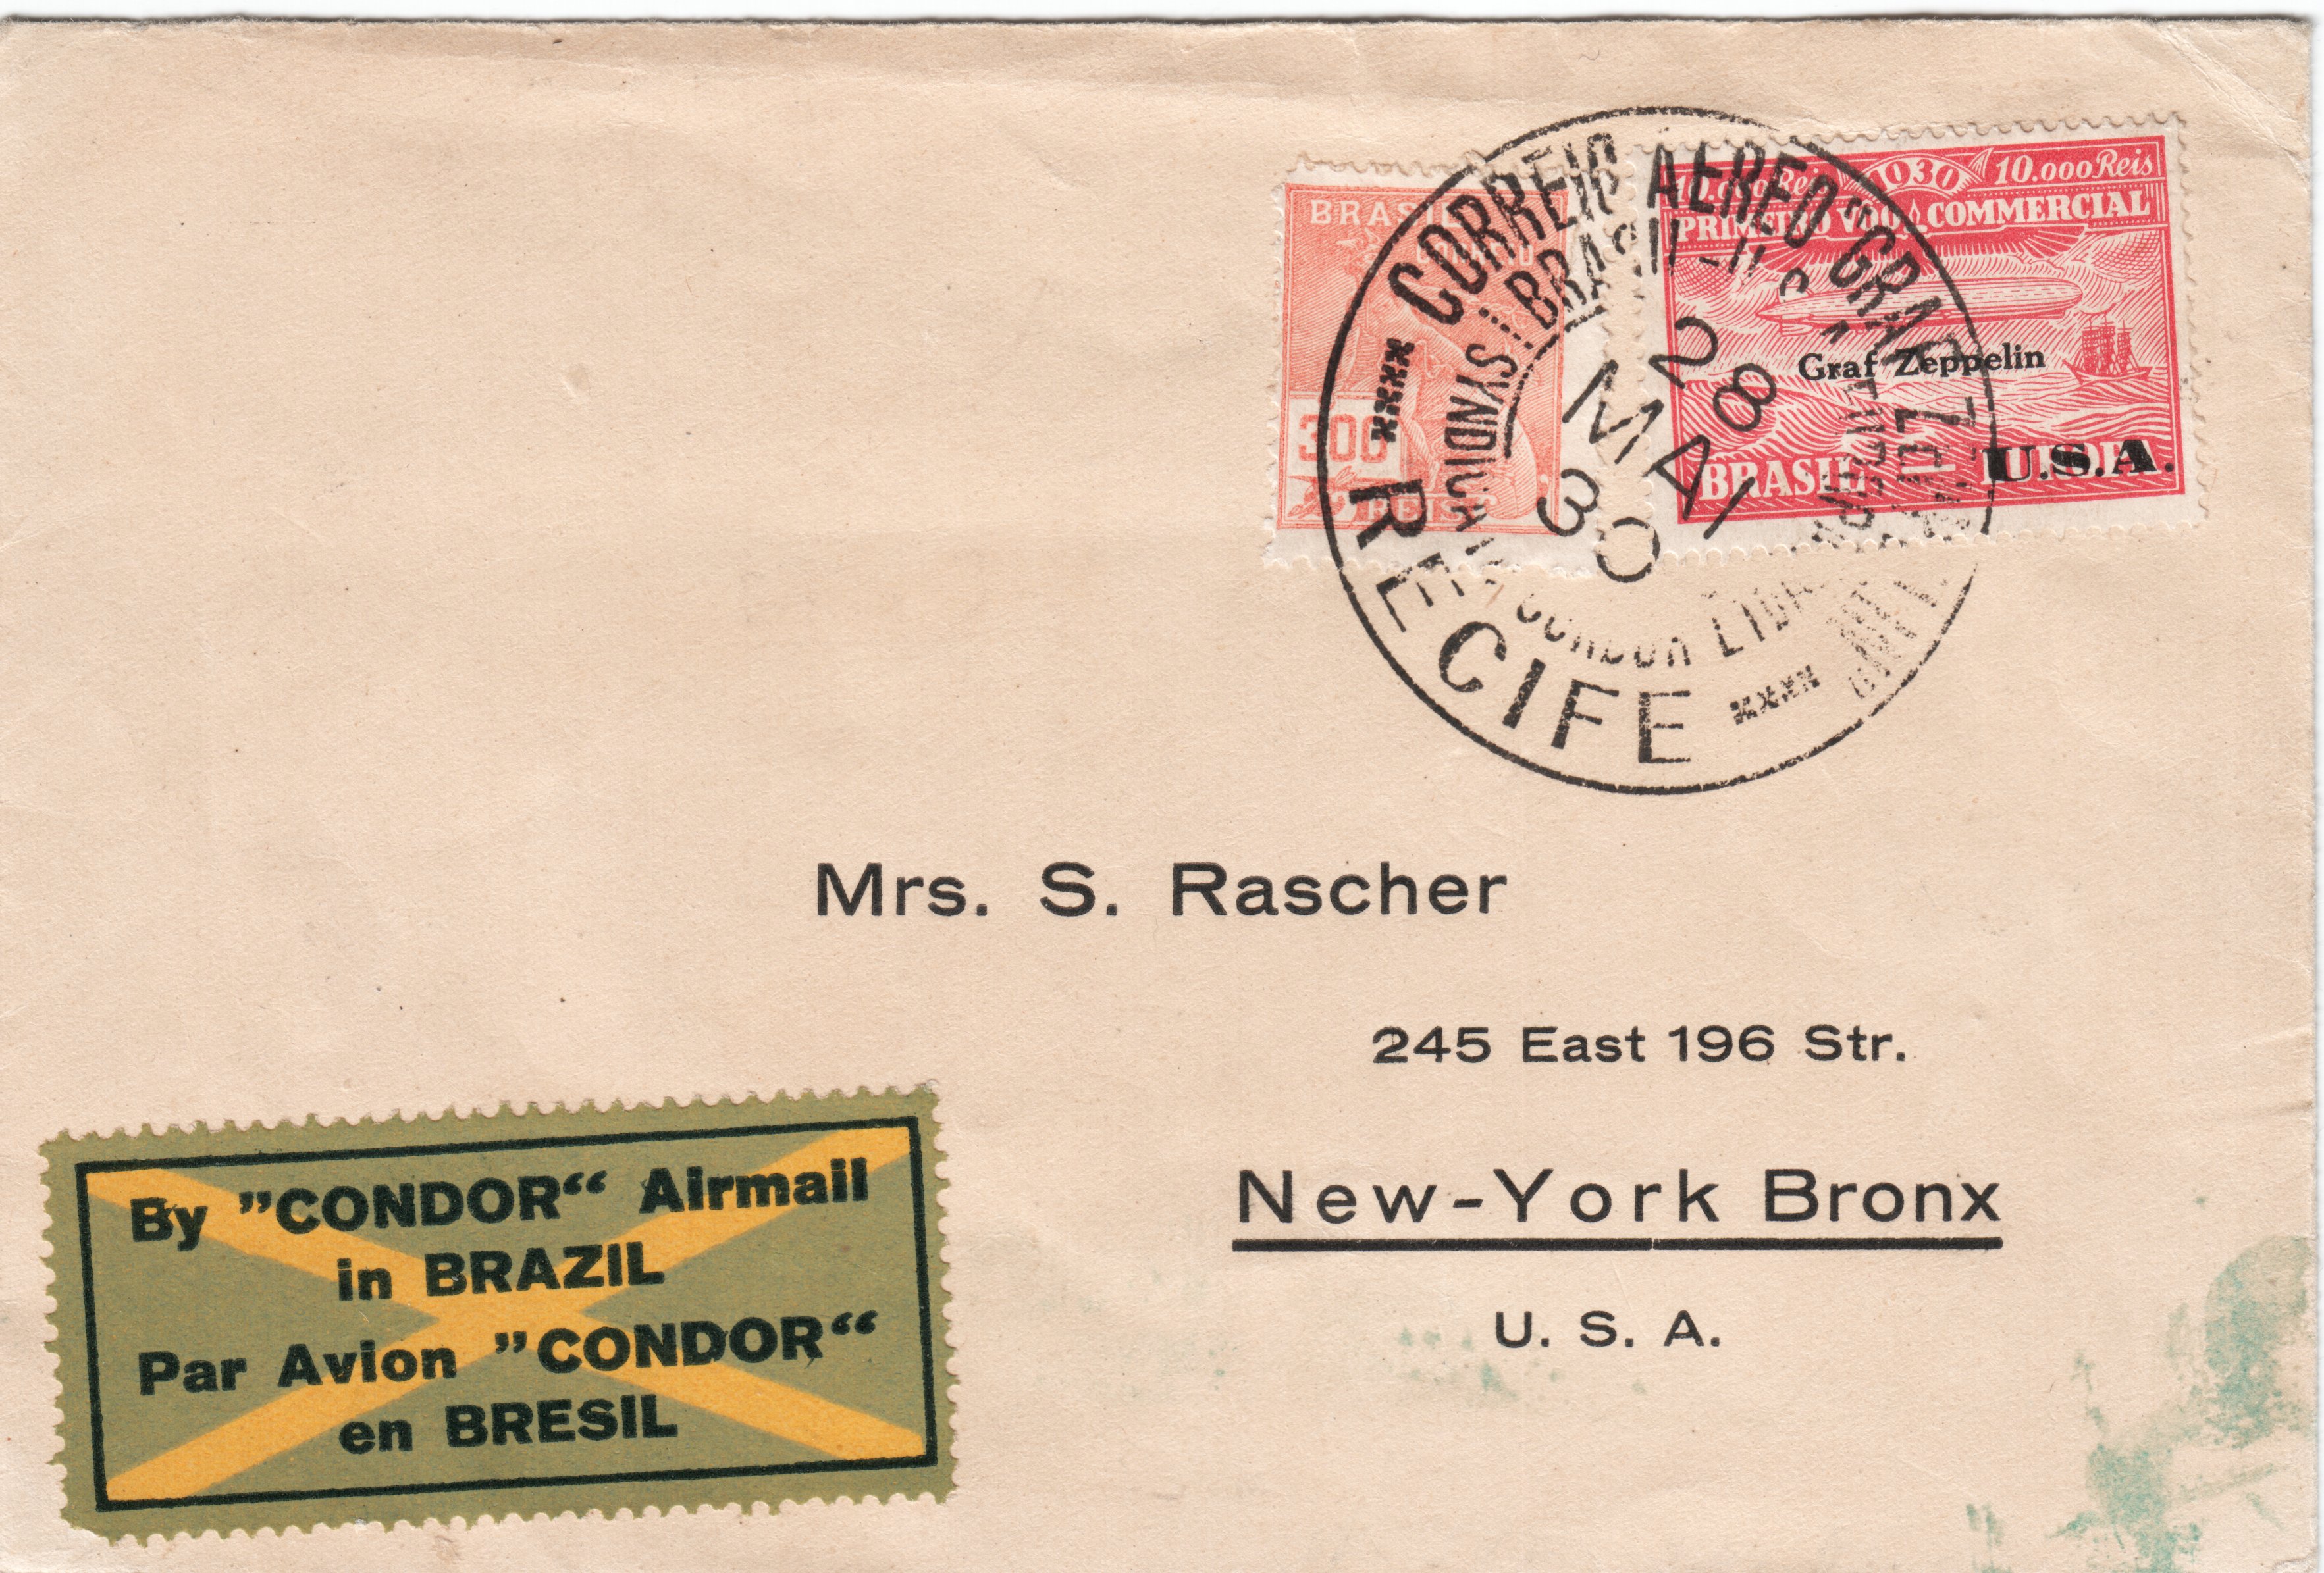 BRASIL
CORREIO
300
REIS
10.000 Reis 1930 10.000 Reis
PRIMEIRO VOO COMMERCIAL
Graf Zeppelin
BRASIL
U.S.A.
CORREIO AEREO "GRAF
SYNDICA
CONDOR
28
MAI
30
RECIFE
Mrs. S. Rascher
245 East 196 Str.
New-York Bronx
U. S. A.
By "CONDOR“ Airmail
in BRAZIL
Par Avion "CONDOR“
en BRESIL